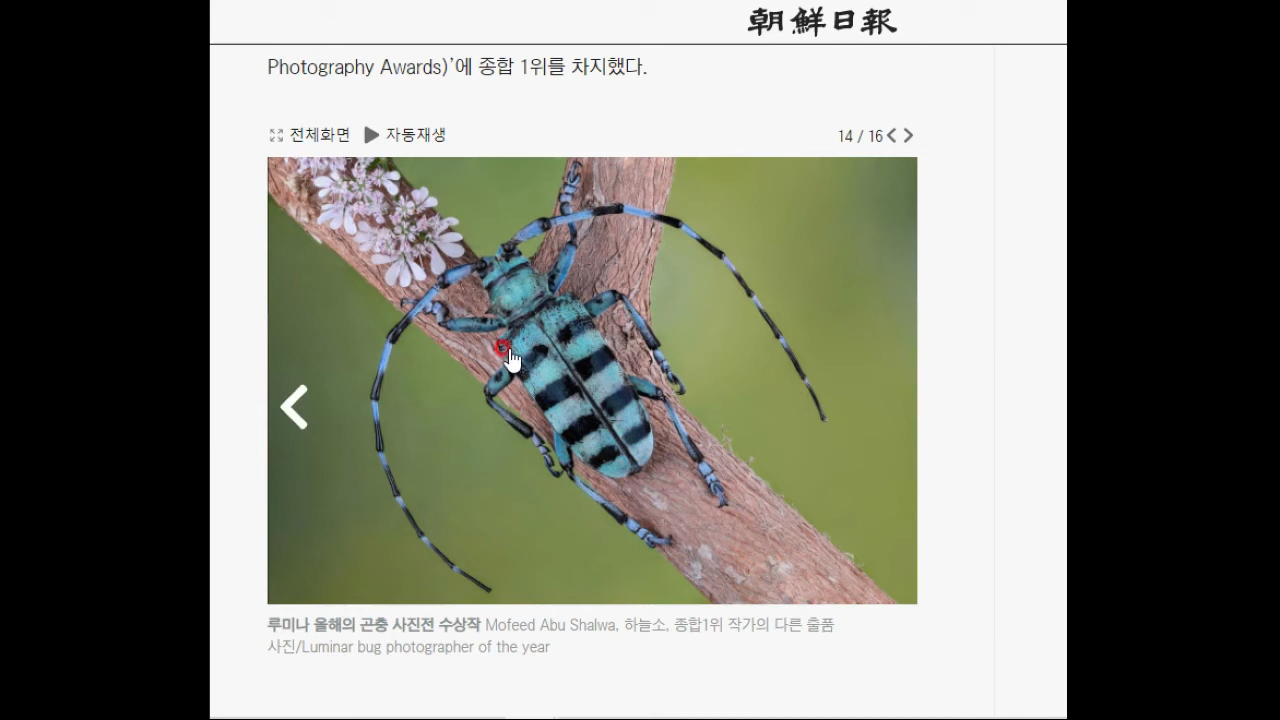 朝鮮日報
Photography Awards)’에 종합 1위를 차지했다.
전체화면 자동재생 14 / 16
루미나 올해의 곤충 사진전 수상작 Mofeed Abu Shalwa, 하늘소, 종합1위 작가의 다른 출품
사진/Luminar bug photographer of the year